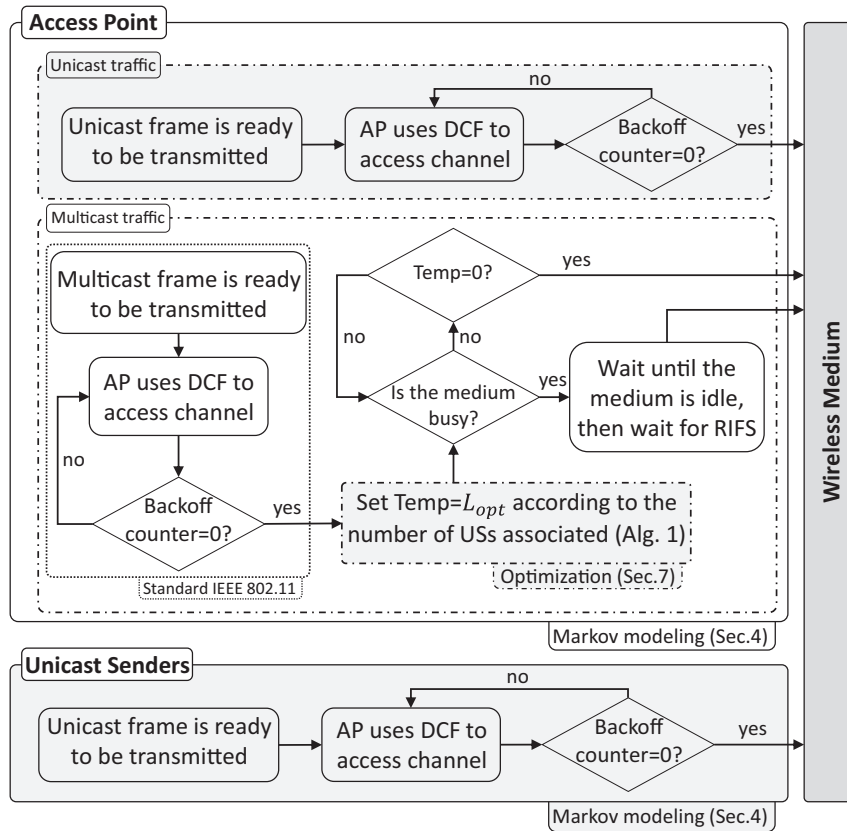 Access Point
Unicast traffic
no
Unicast frame is ready
to be transmitted
AP uses DCF to
access channel
Backoff
counter=0?
yes
Multicast traffic
Multicast frame is ready
to be transmitted
AP uses DCF to
access channel
no
Backoff
counter=0?
yes
Standard IEEE 802.11
Temp=0?
yes
no
no
Is the medium
busy?
yes
Wait until the
medium is idle,
then wait for RIFS
Set Temp=L_opt according to the
number of USs associated (Alg. 1)
Optimization (Sec.7)
Markov modeling (Sec.4)
Wireless Medium
Unicast Senders
no
Unicast frame is ready
to be transmitted
AP uses DCF to
access channel
Backoff
counter=0?
yes
Markov modeling (Sec.4)